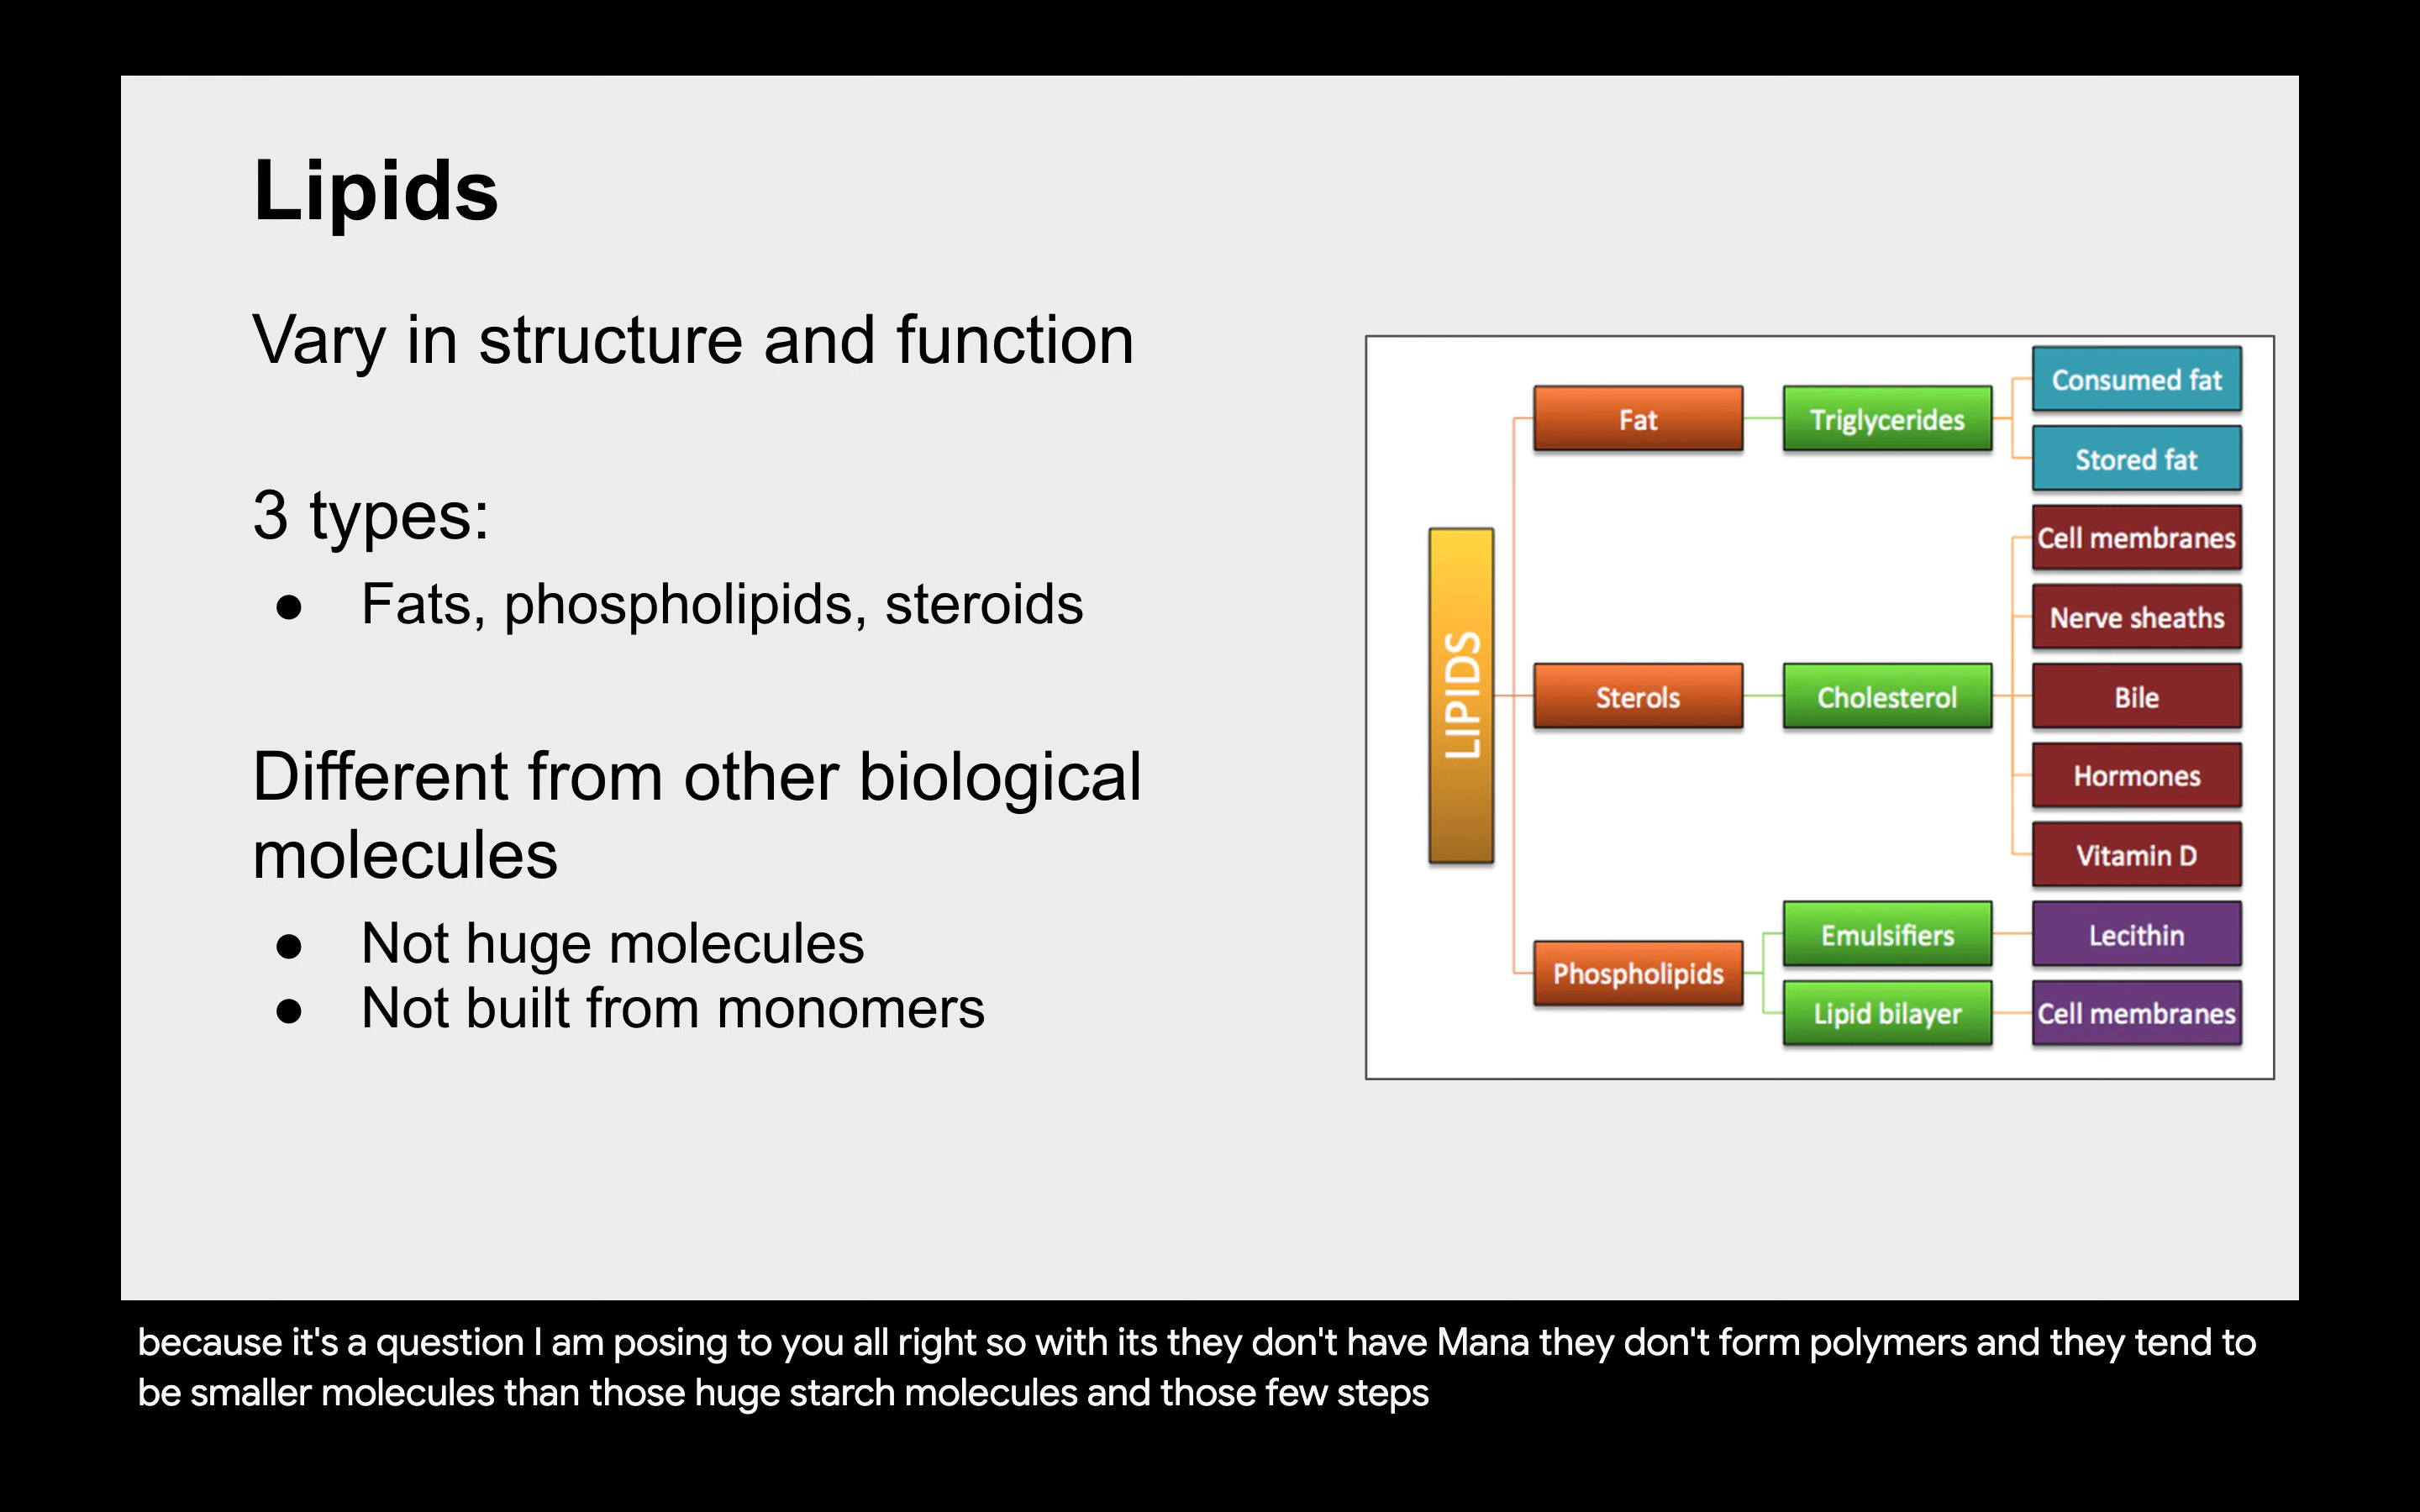 Lipids
Vary in structure and function
3 types:
● Fats, phospholipids, steroids
Different from other biological
molecules
● Not huge molecules
● Not built from monomers
LIPIDS
Fat
Triglycerides
Consumed fat
Stored fat
Sterols
Cholesterol
Cell membranes
Nerve sheaths
Bile
Hormones
Vitamin D
Phospholipids
Emulsifiers
Lecithin
Lipid bilayer
Cell membranes
because it's a question I am posing to you all right so with its they don't have Mana they don't form polymers and they tend to
be smaller molecules than those huge starch molecules and those few steps